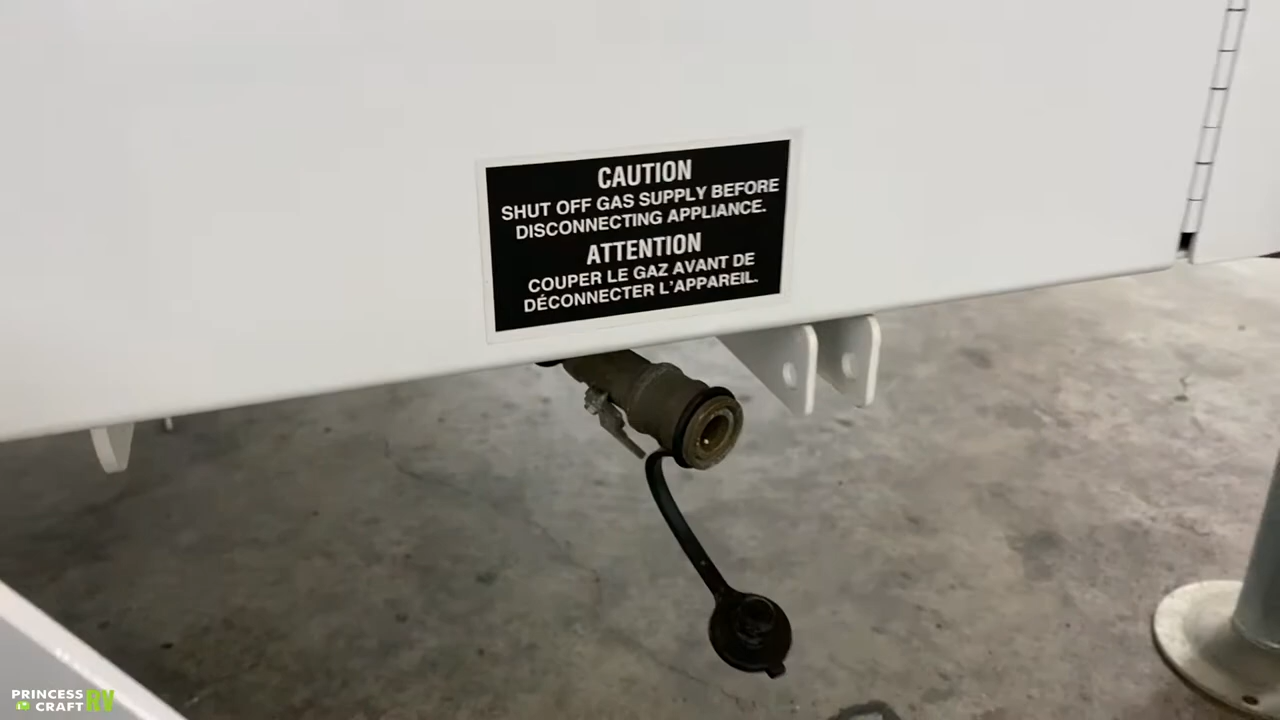 CAUTION
SHUT OFF GAS SUPPLY BEFORE
DISCONNECTING APPLIANCE.
ATTENTION
COUPER LE GAZ AVANT DE
DÉCONNECTER L'APPAREIL.
PRINCESS
CRAFT RV